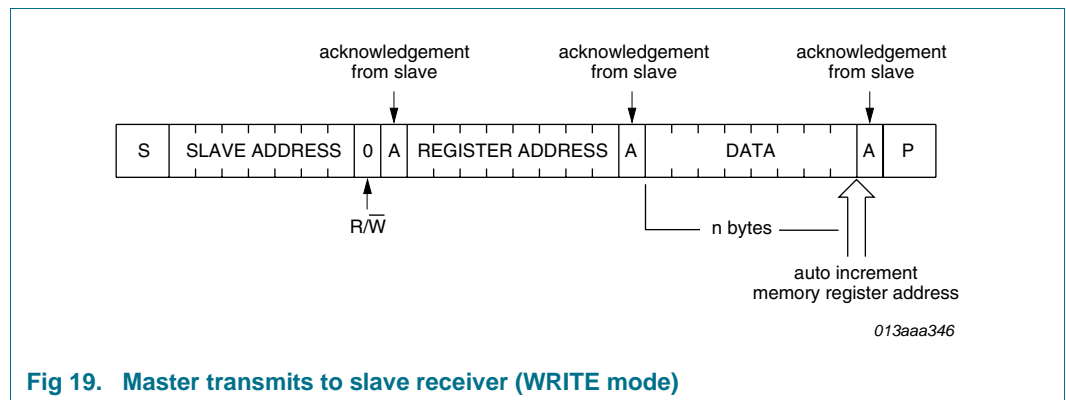 acknowledgement acknowledgement acknowledgement
from slave from slave from slave
S SLAVE ADDRESS 0 A REGISTER ADDRESS A DATA A P
R/W̅
n bytes
auto increment
memory register address
013aaa346
Fig 19. Master transmits to slave receiver (WRITE mode)